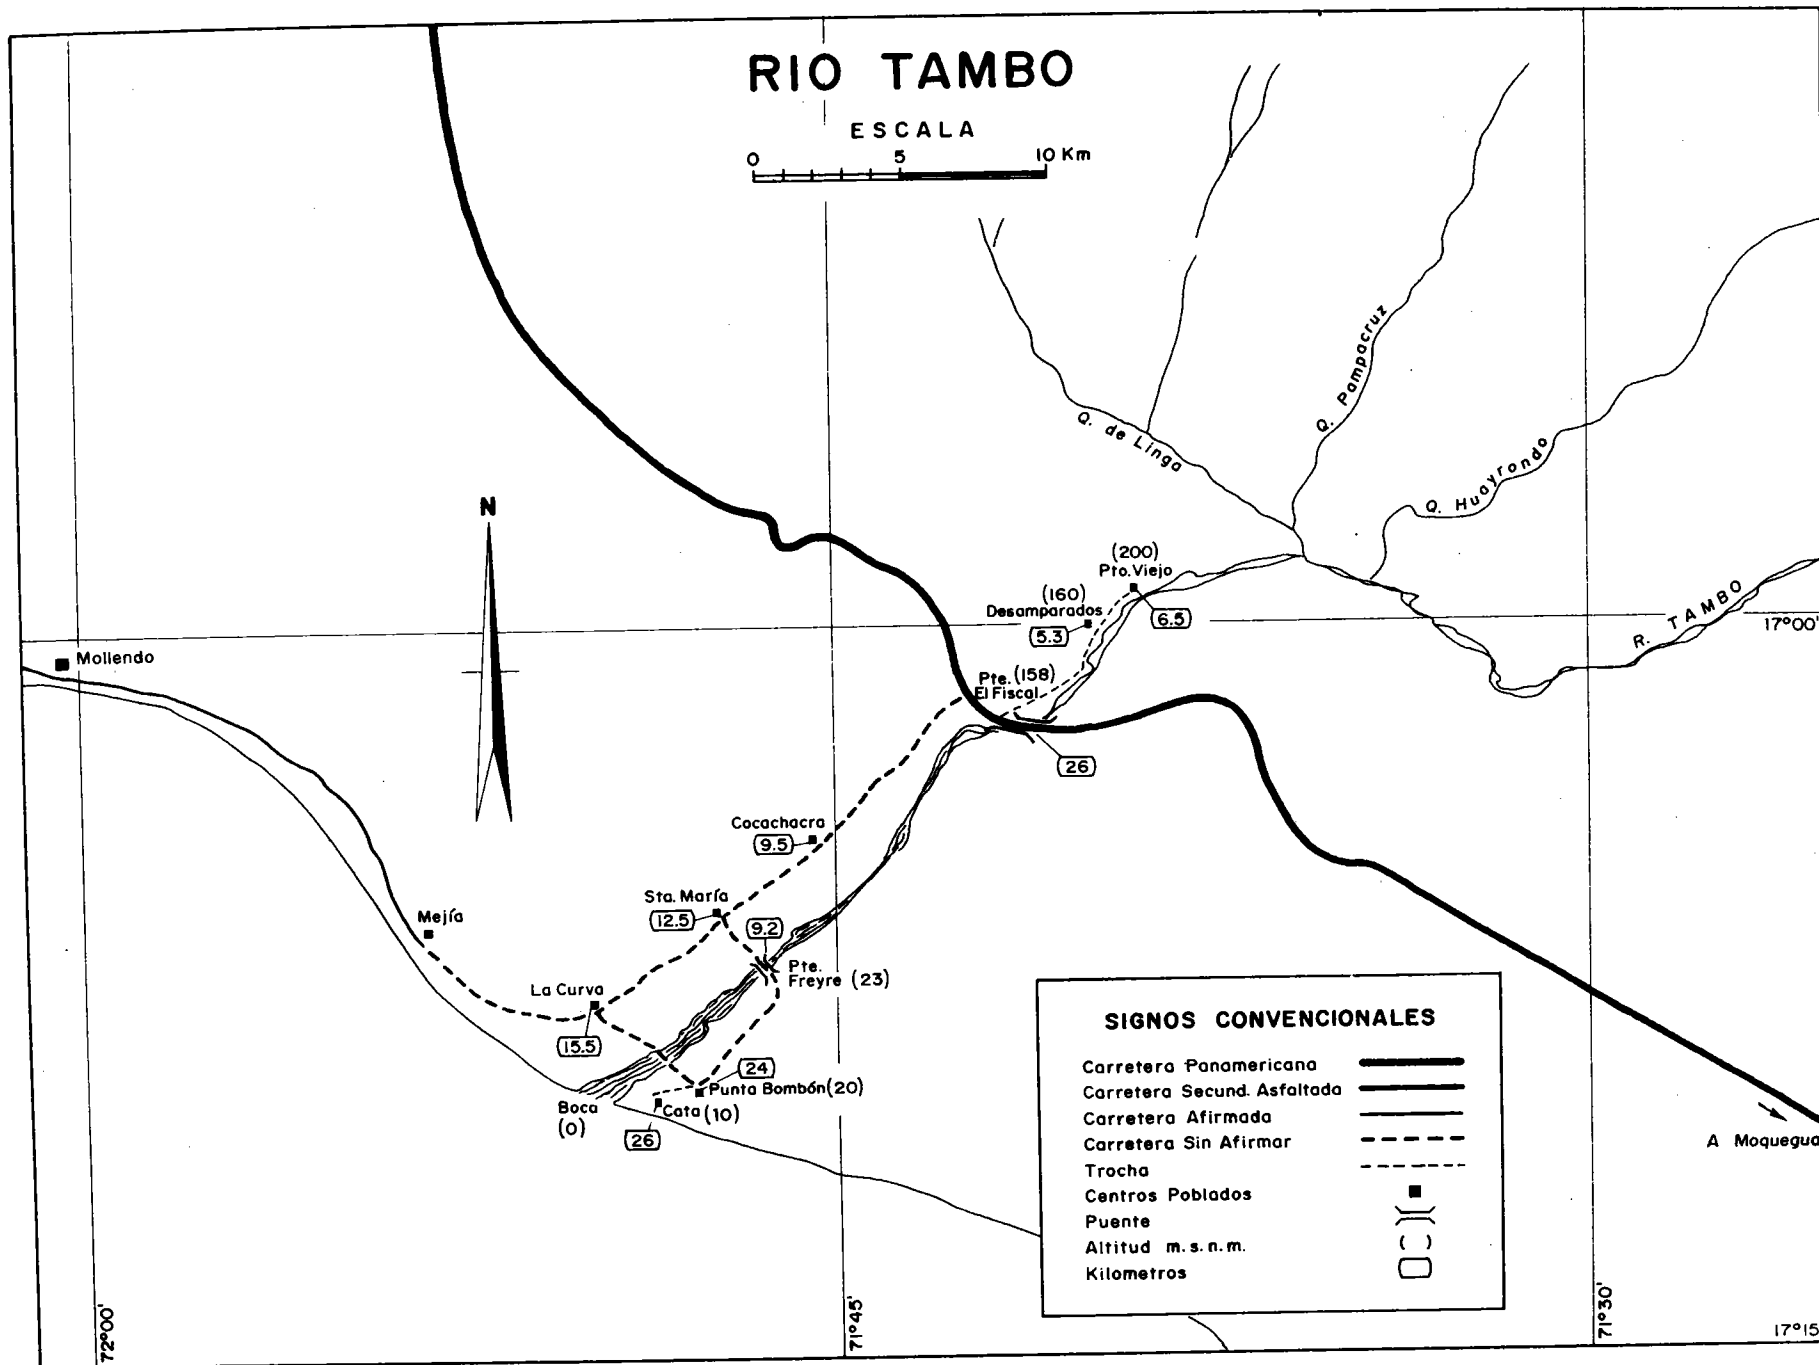 RIO TAMBO
ESCALA
0 5 10 Km
N
Q. de Linga
Q. Pampacruz
Q. Huayrondo
R. TAMBO
17°00'
(200)
Pto. Viejo
6.5
(160)
Desamparados
5.3
Pte. (158)
El Fiscal
26
Mollendo
Cocachacra
9.5
Sta. María
12.5
9.2
Pte.
Freyre (23)
Mejía
La Curva
15.5
24
Punta Bombón (20)
Cata (10)
26
Boca
(0)
A Moquegua
SIGNOS CONVENCIONALES
Carretera Panamericana
Carretera Secund. Asfaltada
Carretera Afirmada
Carretera Sin Afirmar
Trocha
Centros Poblados
Puente
Altitud m.s.n.m. ( )
Kilometros
72°00'
71°45'
71°30'
17°15